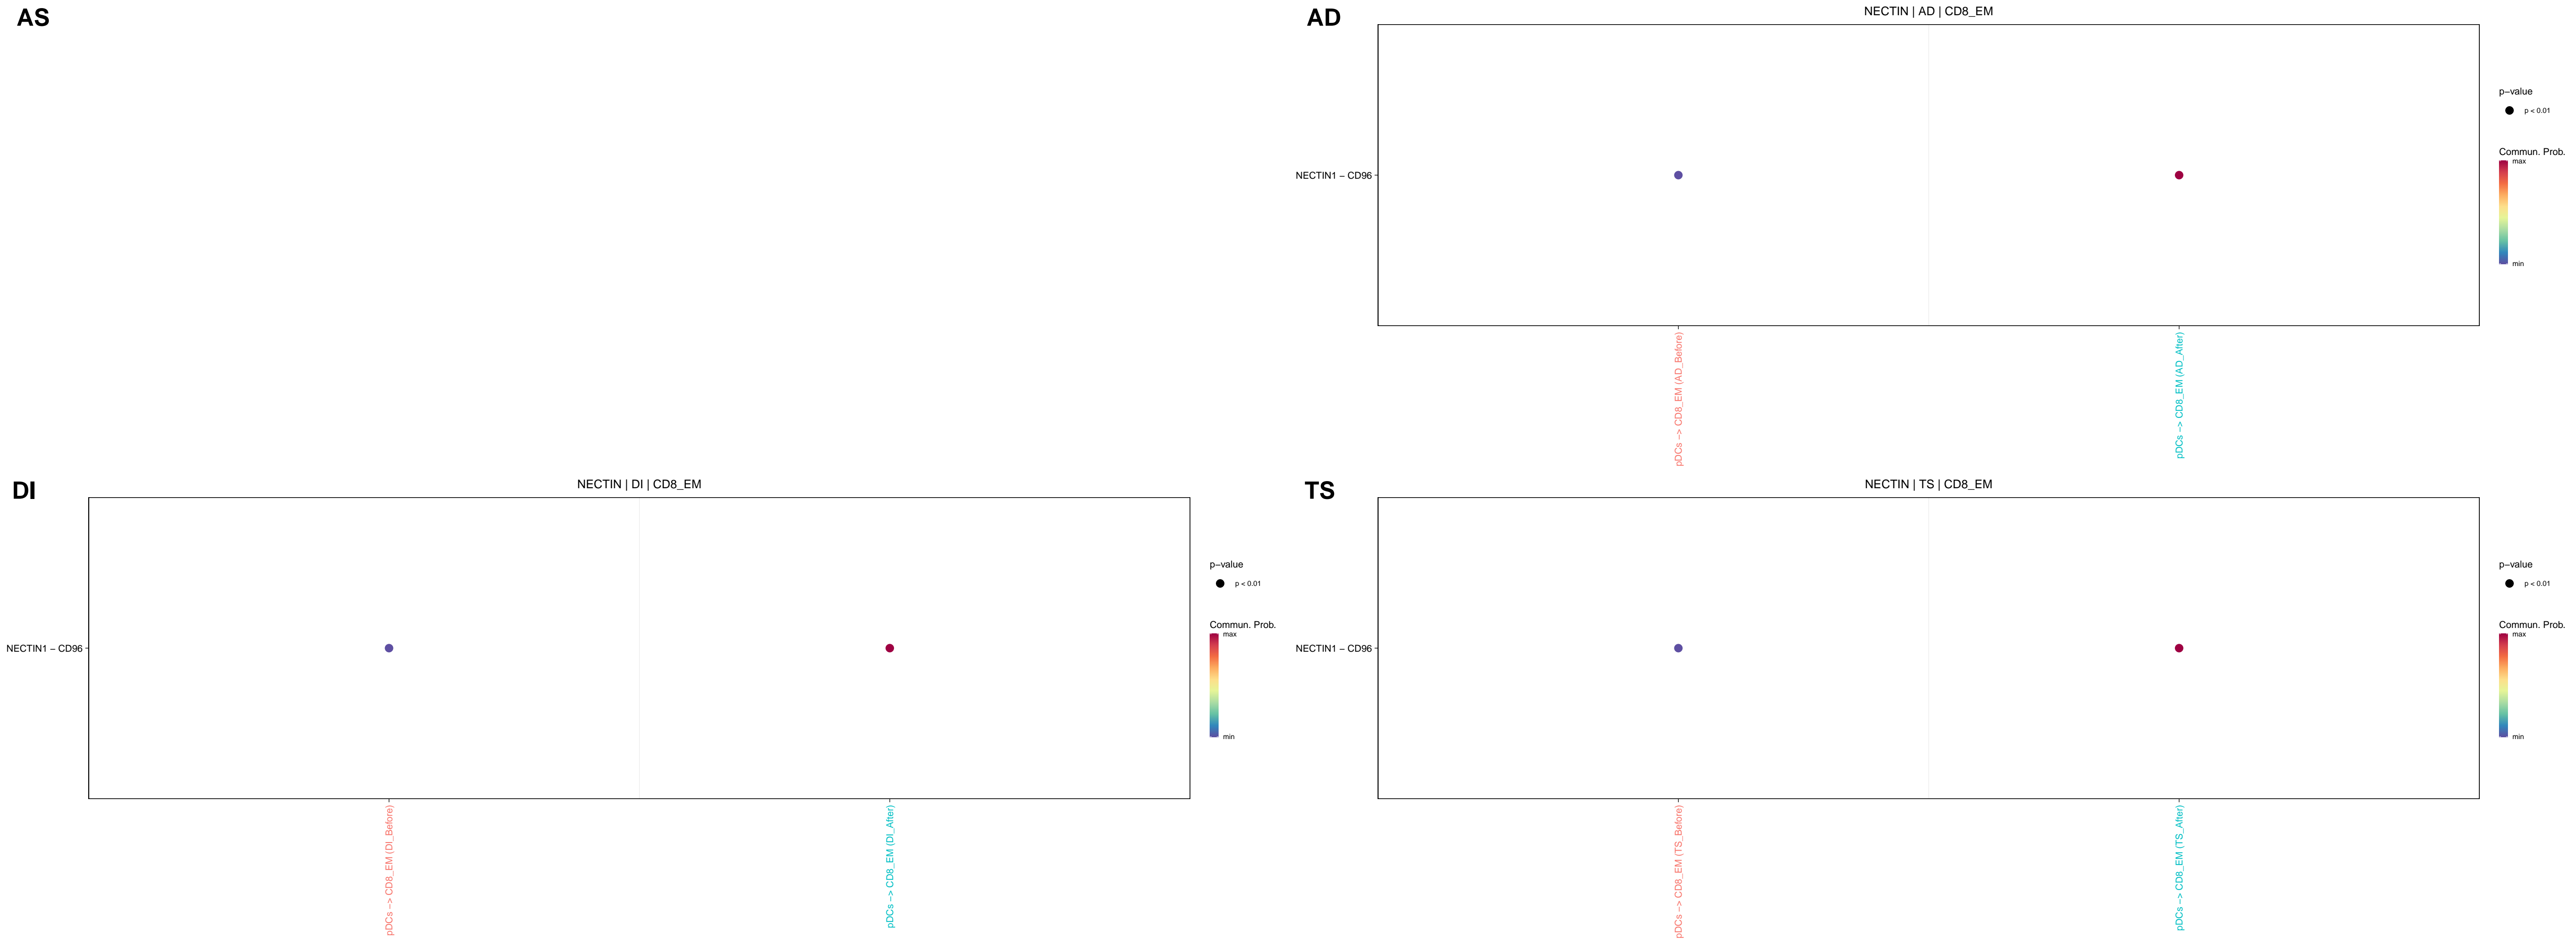 AS
AD
NECTIN | AD | CD8_EM
NECTIN1 − CD96
p−value
p < 0.01
Commun. Prob.
max
min
pDCs −> CD8_EM (AD_Before)
pDCs −> CD8_EM (AD_After)
DI
NECTIN | DI | CD8_EM
NECTIN1 − CD96
p−value
p < 0.01
Commun. Prob.
max
min
pDCs −> CD8_EM (DI_Before)
pDCs −> CD8_EM (DI_After)
TS
NECTIN | TS | CD8_EM
NECTIN1 − CD96
p−value
p < 0.01
Commun. Prob.
max
min
pDCs −> CD8_EM (TS_Before)
pDCs −> CD8_EM (TS_After)